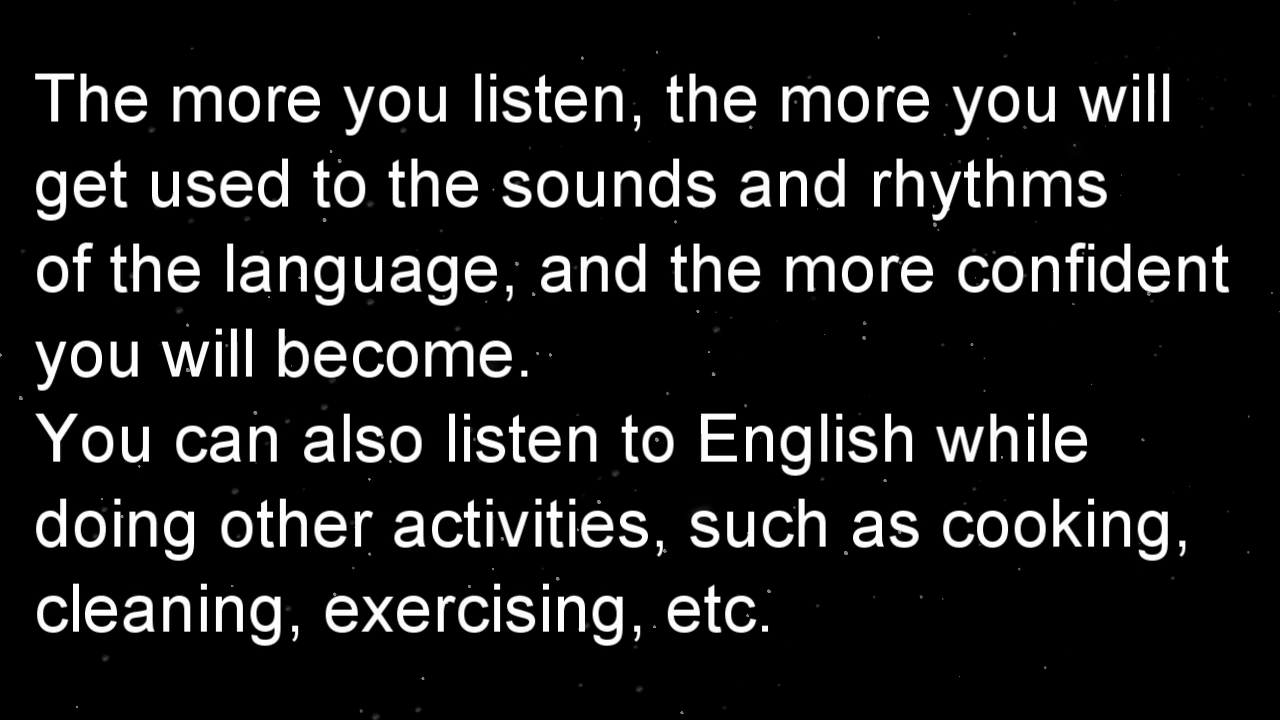 The more you listen, the more you will
get used to the sounds and rhythms
of the language, and the more confident
you will become.
You can also listen to English while
doing other activities, such as cooking,
cleaning, exercising, etc.